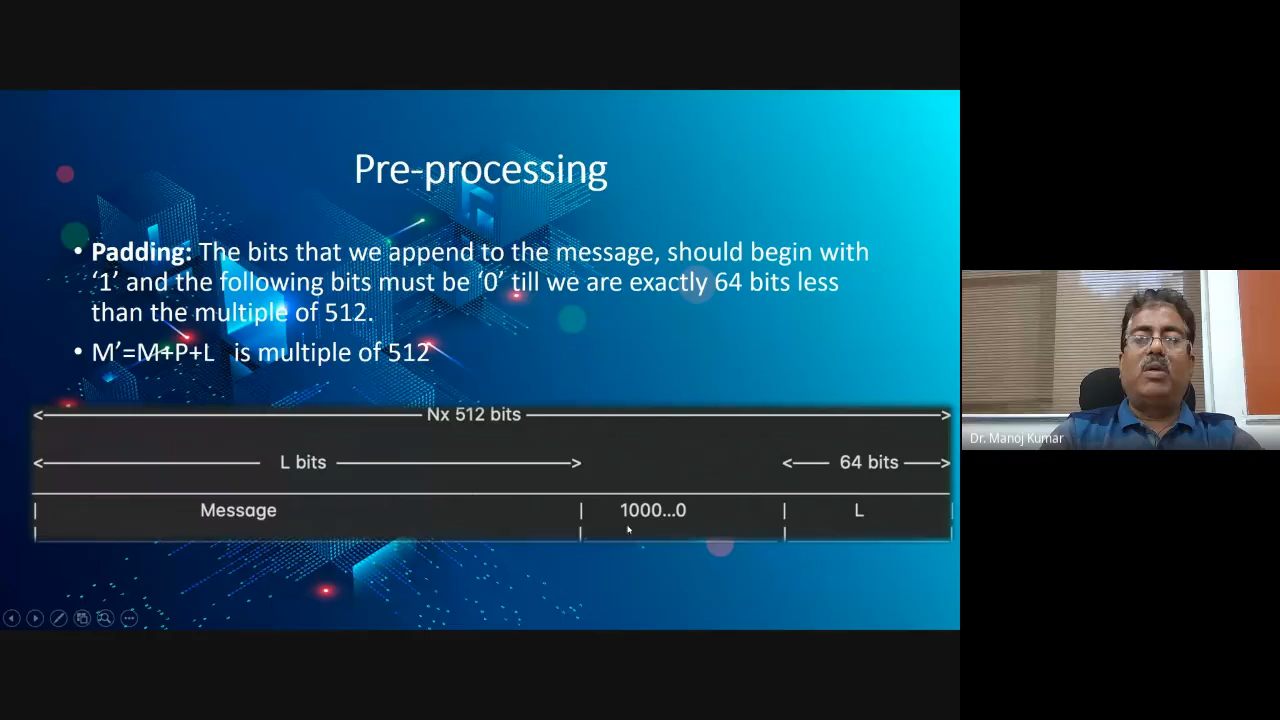 Pre-processing
• Padding: The bits that we append to the message, should begin with
‘1’ and the following bits must be ‘0’ till we are exactly 64 bits less
than the multiple of 512.
• M’=M+P+L is multiple of 512
Nx 512 bits
L bits
64 bits
Message
1000...0
L
Dr. Manoj Kumar